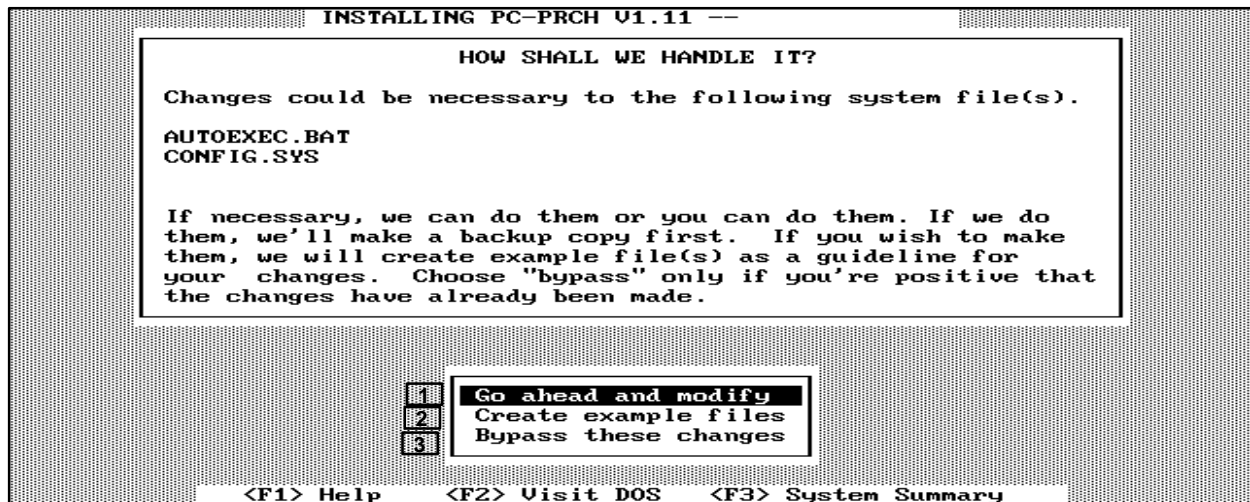 INSTALLING PC-PRCH V1.11 --
HOW SHALL WE HANDLE IT?
Changes could be necessary to the following system file(s).
AUTOEXEC.BAT
CONFIG.SYS
If necessary, we can do them or you can do them. If we do
them, we'll make a backup copy first.  If you wish to make
them, we will create example file(s) as a guideline for
your  changes.  Choose "bypass" only if you're positive that
the changes have already been made.
1 Go ahead and modify
2 Create example files
3 Bypass these changes
<F1> Help    <F2> Visit DOS    <F3> System Summary